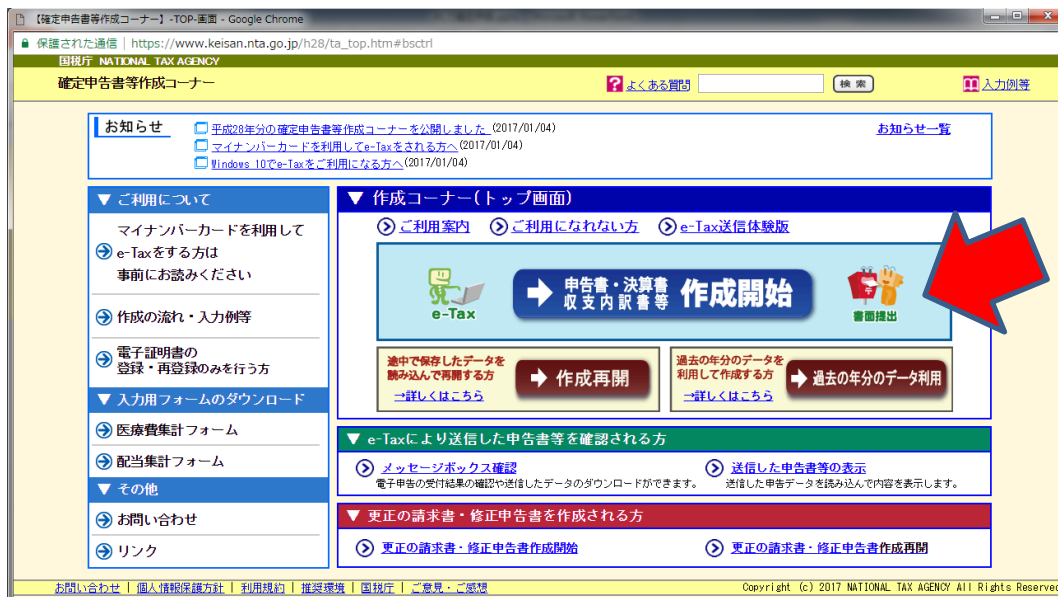 【確定申告書等作成コーナー】-TOP-画面 - Google Chrome
保護された通信 | https://www.keisan.nta.go.jp/h28/ta_top.htm#bsctrl
国税庁 NATIONAL TAX AGENCY
確定申告書等作成コーナー
? よくある質問
検索
入力例等
お知らせ
平成28年分の確定申告書等作成コーナーを公開しました (2017/01/04)
マイナンバーカードを利用してe-Taxをされる方へ (2017/01/04)
Windows 10でe-Taxをご利用になる方へ (2017/01/04)
お知らせ一覧
▼ ご利用について
マイナンバーカードを利用して
e-Taxをする方は
事前にお読みください
作成の流れ・入力例等
電子証明書の
登録・再登録のみを行う方
▼ 入力用フォームのダウンロード
医療費集計フォーム
配当集計フォーム
▼ その他
お問い合わせ
リンク
▼ 作成コーナー(トップ画面)
ご利用案内
ご利用になれない方
e-Tax送信体験版
e-Tax
申告書・決算書
収支内訳書等
作成開始
書面提出
途中で保存したデータを
読み込んで再開する方
→詳しくはこちら
作成再開
過去の年分のデータを
利用して作成する方
→詳しくはこちら
過去の年分のデータ利用
▼ e-Taxにより送信した申告書等を確認される方
メッセージボックス確認
電子申告の受付結果の確認や送信したデータのダウンロードができます。
送信した申告書等の表示
送信した申告データを読み込んで内容を表示します。
▼ 更正の請求書・修正申告書を作成される方
更正の請求書・修正申告書作成開始
更正の請求書・修正申告書作成再開
お問い合わせ | 個人情報保護方針 | 利用規約 | 推奨環境 | 国税庁 | ご意見・ご感想
Copyright (c) 2017 NATIONAL TAX AGENCY All Rights Reserved